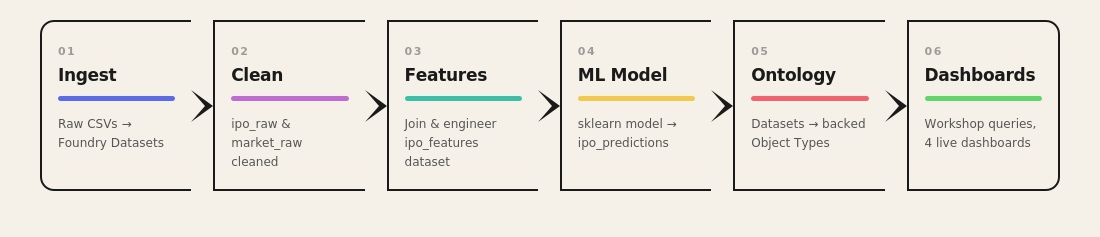 01
Ingest
Raw CSVs →
Foundry Datasets
02
Clean
ipo_raw &
market_raw
cleaned
03
Features
Join & engineer
ipo_features
dataset
04
ML Model
sklearn model →
ipo_predictions
05
Ontology
Datasets → backed
Object Types
06
Dashboards
Workshop queries,
4 live dashboards